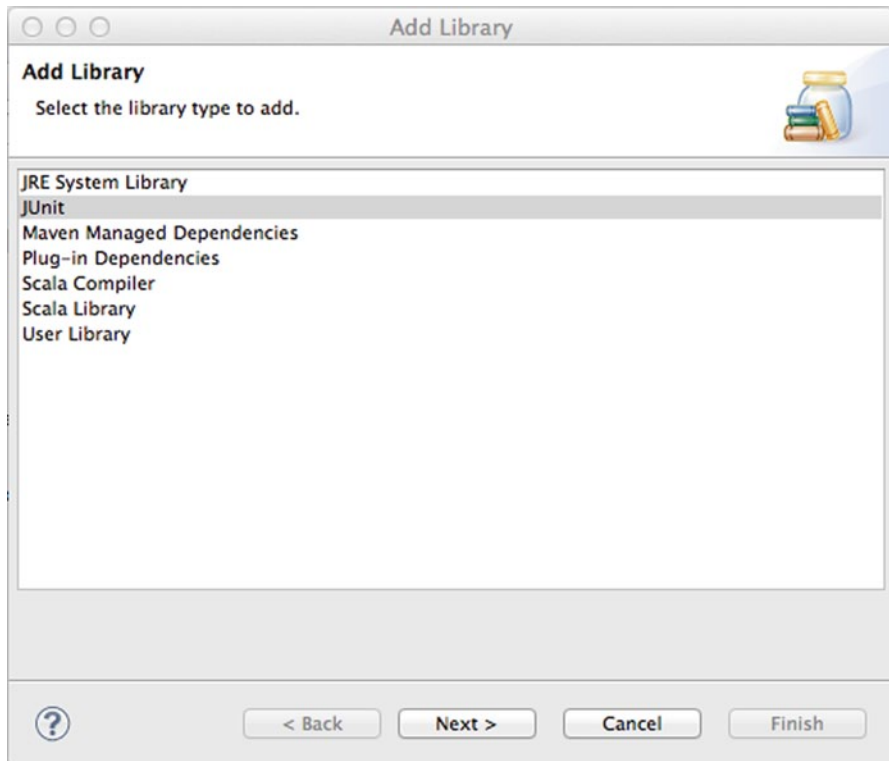 Add Library
Add Library
Select the library type to add.
JRE System Library
JUnit
Maven Managed Dependencies
Plug-in Dependencies
Scala Compiler
Scala Library
User Library
?
< Back
Next >
Cancel
Finish